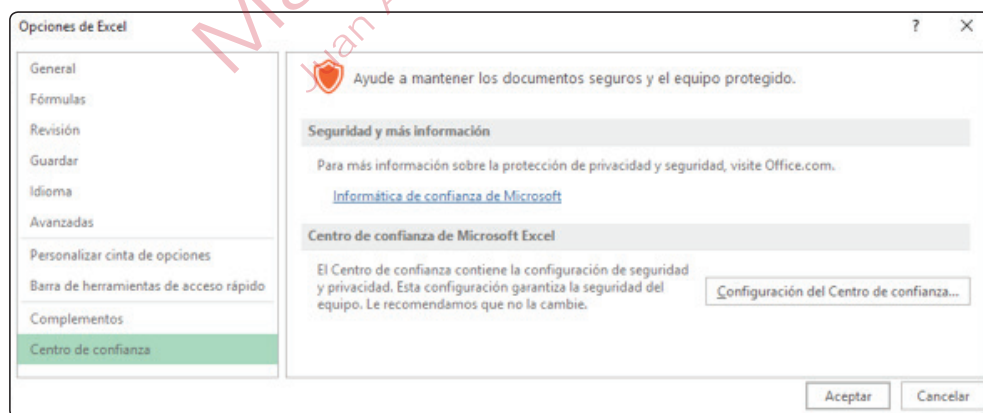 Opciones de Excel
? ×
General
Fórmulas
Revisión
Guardar
Idioma
Avanzadas
Personalizar cinta de opciones
Barra de herramientas de acceso rápido
Complementos
Centro de confianza
Ayude a mantener los documentos seguros y el equipo protegido.
Seguridad y más información
Para más información sobre la protección de privacidad y seguridad, visite Office.com.
Informática de confianza de Microsoft
Centro de confianza de Microsoft Excel
El Centro de confianza contiene la configuración de seguridad
y privacidad. Esta configuración garantiza la seguridad del
equipo. Le recomendamos que no la cambie.
Configuración del Centro de confianza...
Aceptar
Cancelar